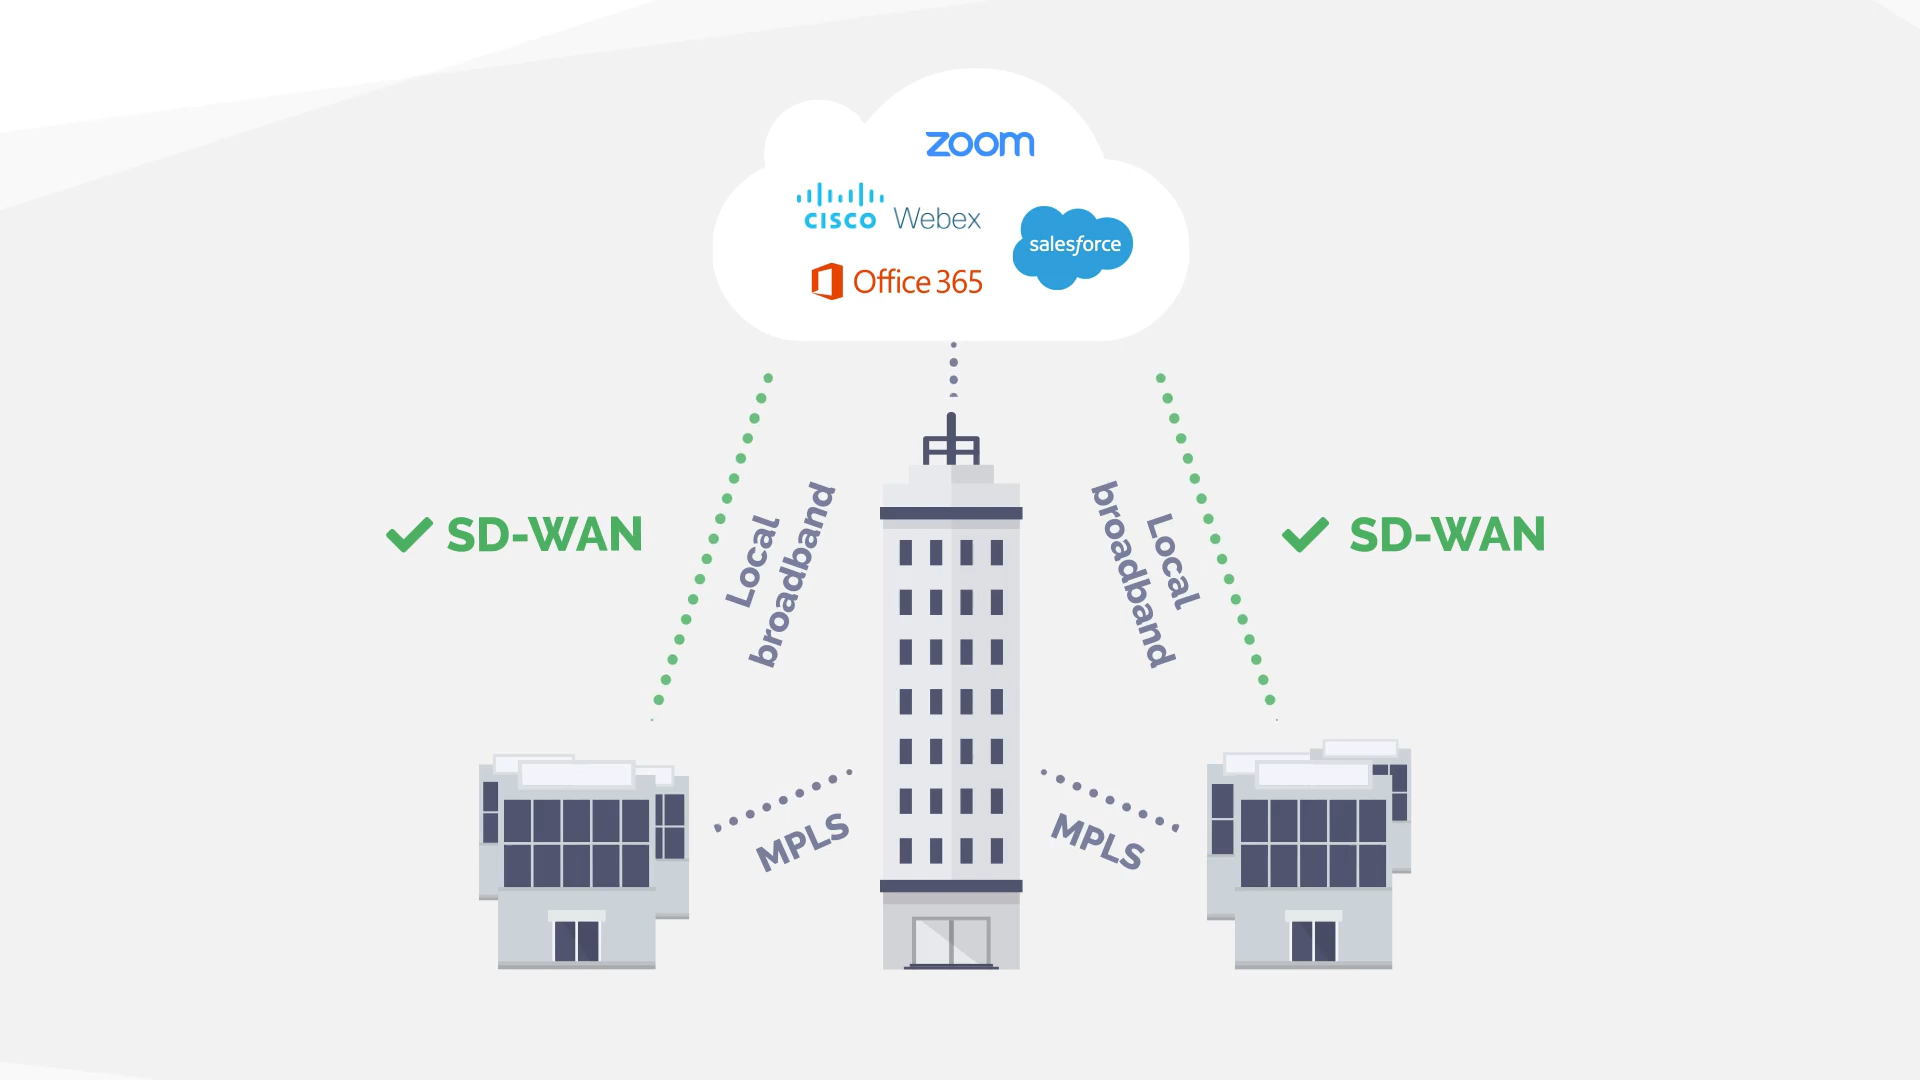 zoom
CISCO Webex
salesforce
Office 365
SD-WAN
Local
broadband
Local
broadband
SD-WAN
MPLS
MPLS